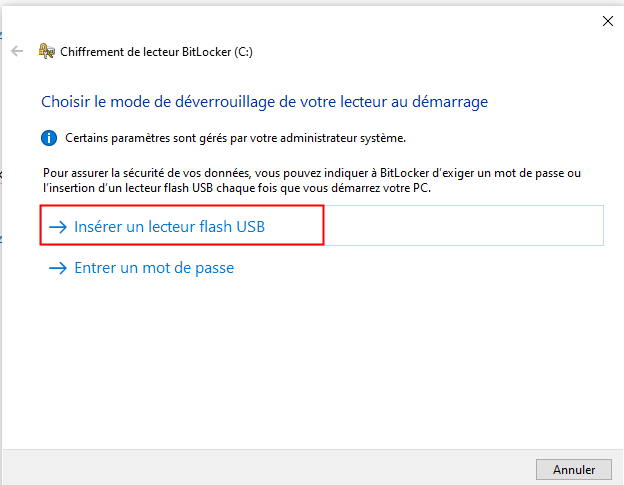 Chiffrement de lecteur BitLocker (C:)
Choisir le mode de déverrouillage de votre lecteur au démarrage
Certains paramètres sont gérés par votre administrateur système.
Pour assurer la sécurité de vos données, vous pouvez indiquer à BitLocker d'exiger un mot de passe ou
l'insertion d'un lecteur flash USB chaque fois que vous démarrez votre PC.
Insérer un lecteur flash USB
Entrer un mot de passe
Annuler